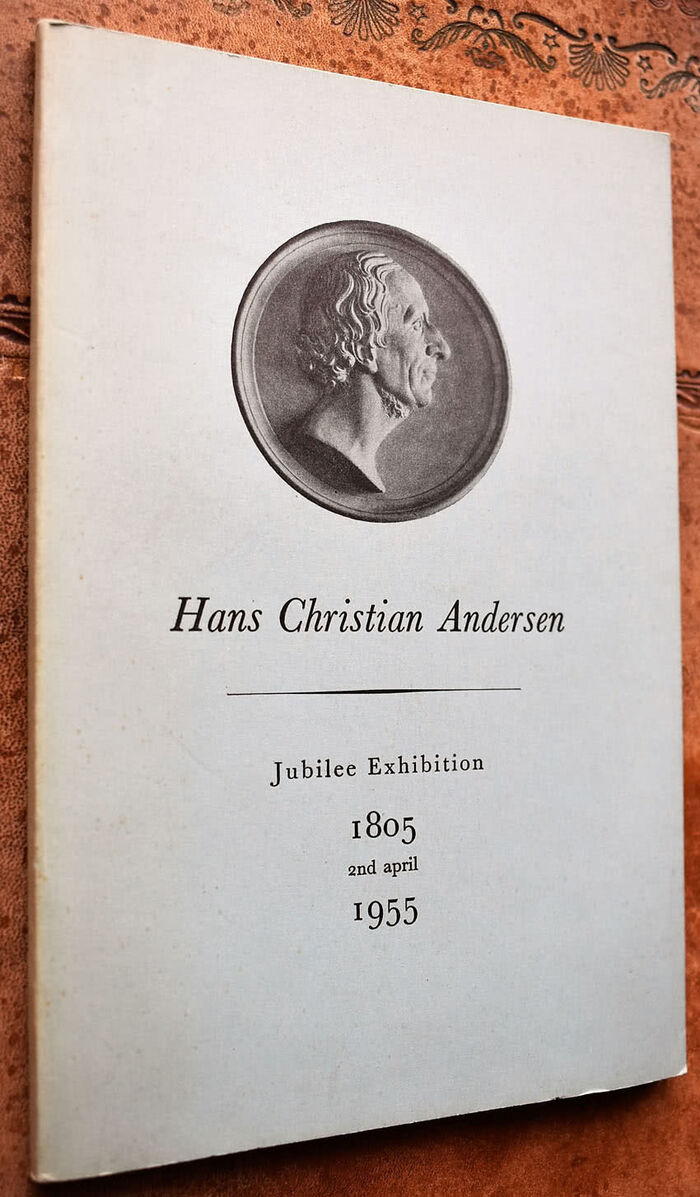 Hans Christian Andersen
Jubilee Exhibition
1805
2nd april
1955